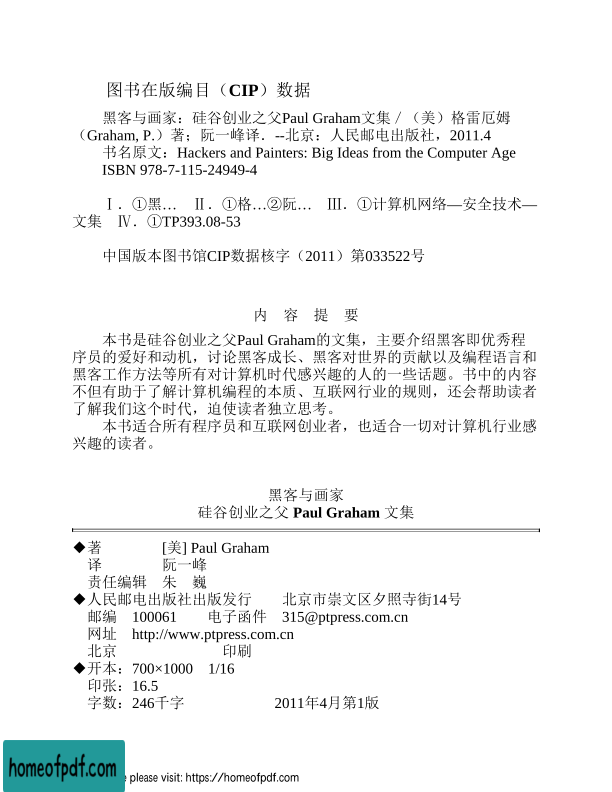 图书在版编目（CIP）数据
黑客与画家：硅谷创业之父Paul Graham文集／（美）格雷厄姆
（Graham, P.）著；阮一峰译．--北京：人民邮电出版社，2011.4
书名原文：Hackers and Painters: Big Ideas from the Computer Age
ISBN 978-7-115-24949-4
Ⅰ．①黑… Ⅱ．①格…②阮… Ⅲ．①计算机网络—安全技术—
文集 Ⅳ．①TP393.08-53
中国版本图书馆CIP数据核字（2011）第033522号
内 容 提 要
本书是硅谷创业之父Paul Graham的文集，主要介绍黑客即优秀程
序员的爱好和动机，讨论黑客成长、黑客对世界的贡献以及编程语言和
黑客工作方法等所有对计算机时代感兴趣的人的一些话题。书中的内容
不但有助于了解计算机编程的本质、互联网行业的规则，还会帮助读者
了解我们这个时代，迫使读者独立思考。
本书适合所有程序员和互联网创业者，也适合一切对计算机行业感
兴趣的读者。
黑客与画家
硅谷创业之父 Paul Graham 文集
◆著 [美] Paul Graham
译 阮一峰
责任编辑 朱 巍
◆人民邮电出版社出版发行 北京市崇文区夕照寺街14号
邮编 100061 电子函件 315@ptpress.com.cn
网址 http://www.ptpress.com.cn
北京 印刷
◆开本：700×1000 1/16
印张：16.5
字数：246千字 2011年4月第1版
homeofpdf.com
please visit: https://homeofpdf.com